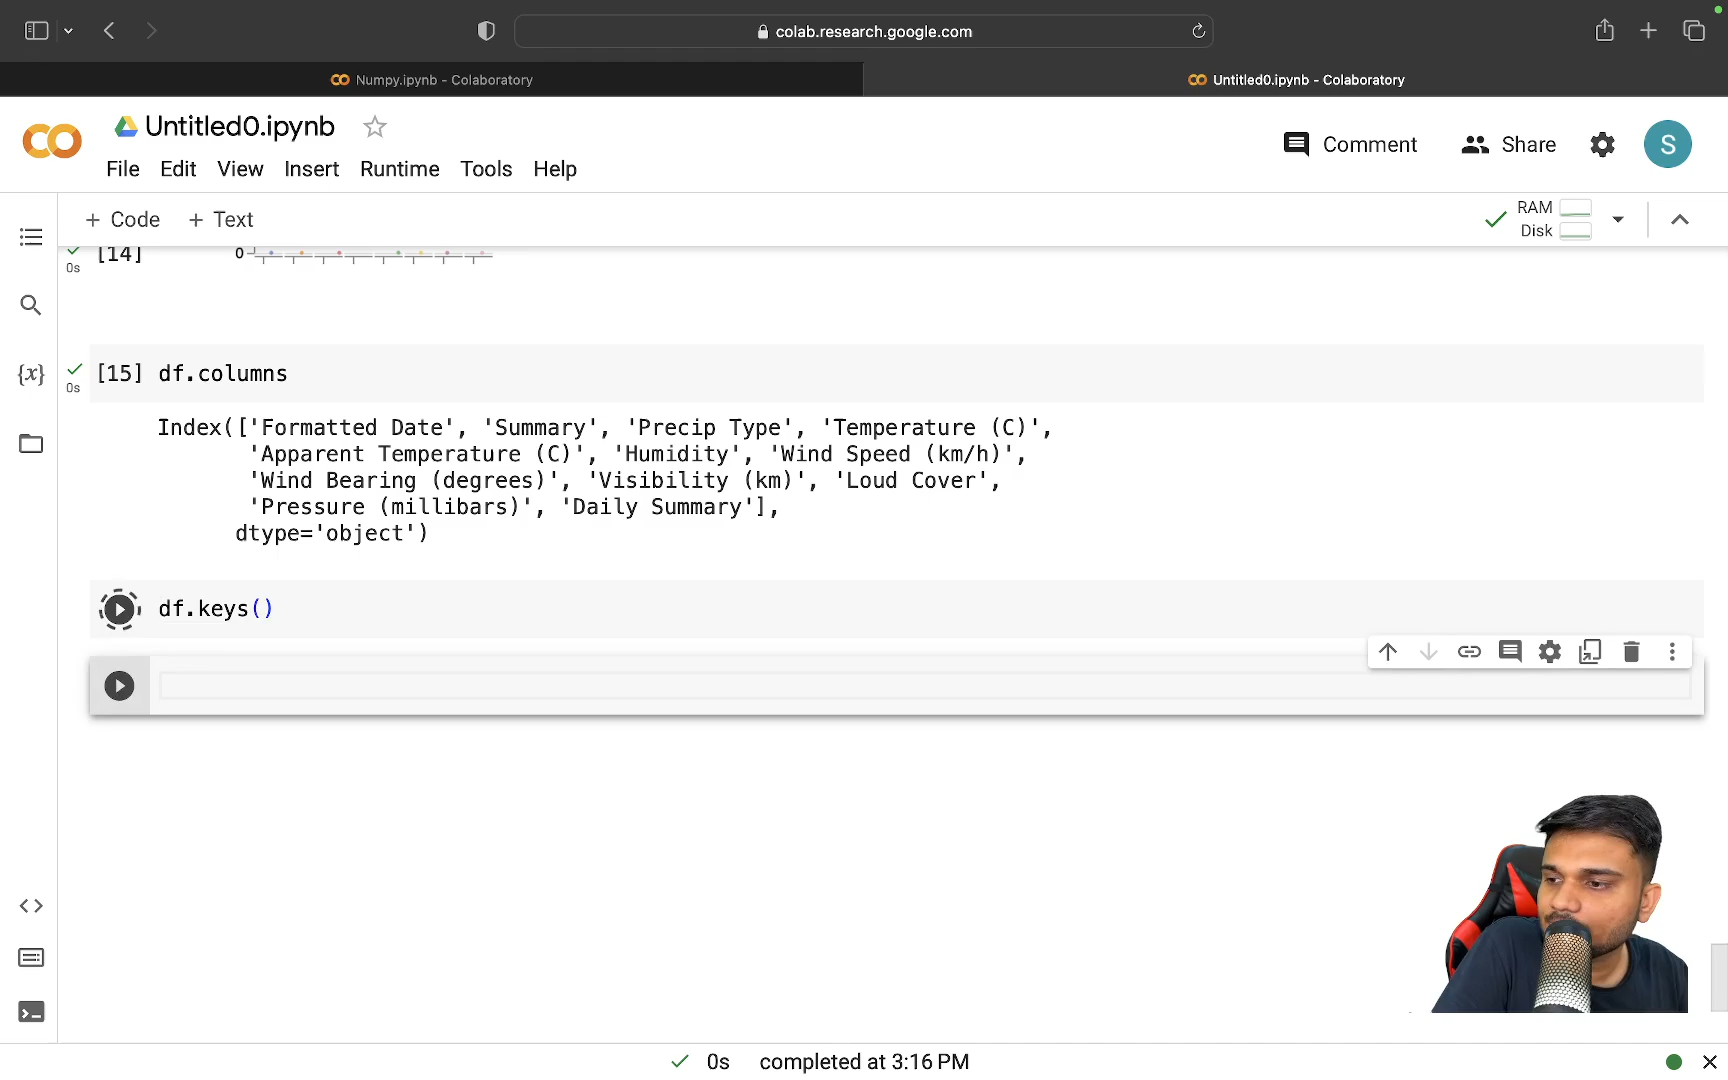 colab.research.google.com
Numpy.ipynb - Colaboratory
Untitled0.ipynb - Colaboratory
Untitled0.ipynb
Comment
Share
S
File Edit View Insert Runtime Tools Help
+ Code + Text
RAM
Disk
[14]
0s
0
[15] df.columns
0s
Index(['Formatted Date', 'Summary', 'Precip Type', 'Temperature (C)',
'Apparent Temperature (C)', 'Humidity', 'Wind Speed (km/h)',
'Wind Bearing (degrees)', 'Visibility (km)', 'Loud Cover',
'Pressure (millibars)', 'Daily Summary'],
dtype='object')
df.keys()
{x}
0s completed at 3:16 PM